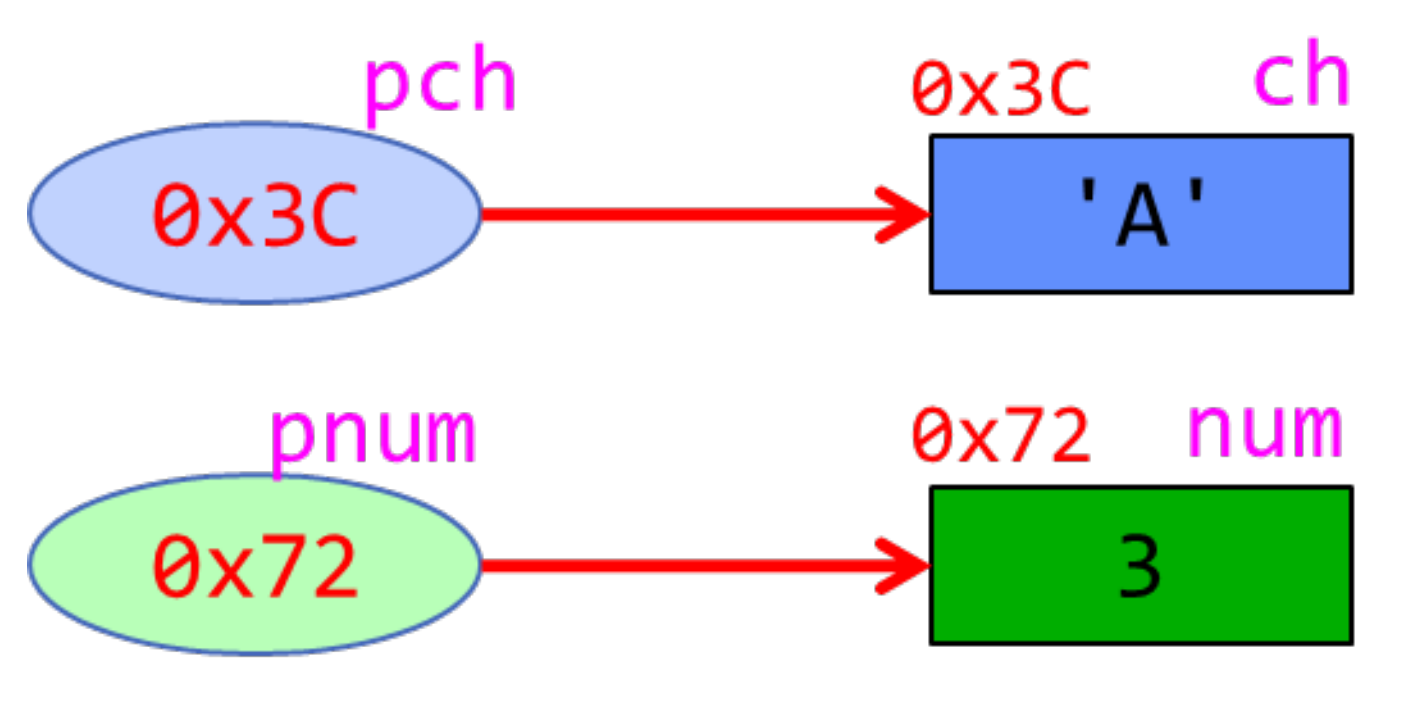 pch 0x3C ch
0x3C 'A'
pnum 0x72 num
0x72 3